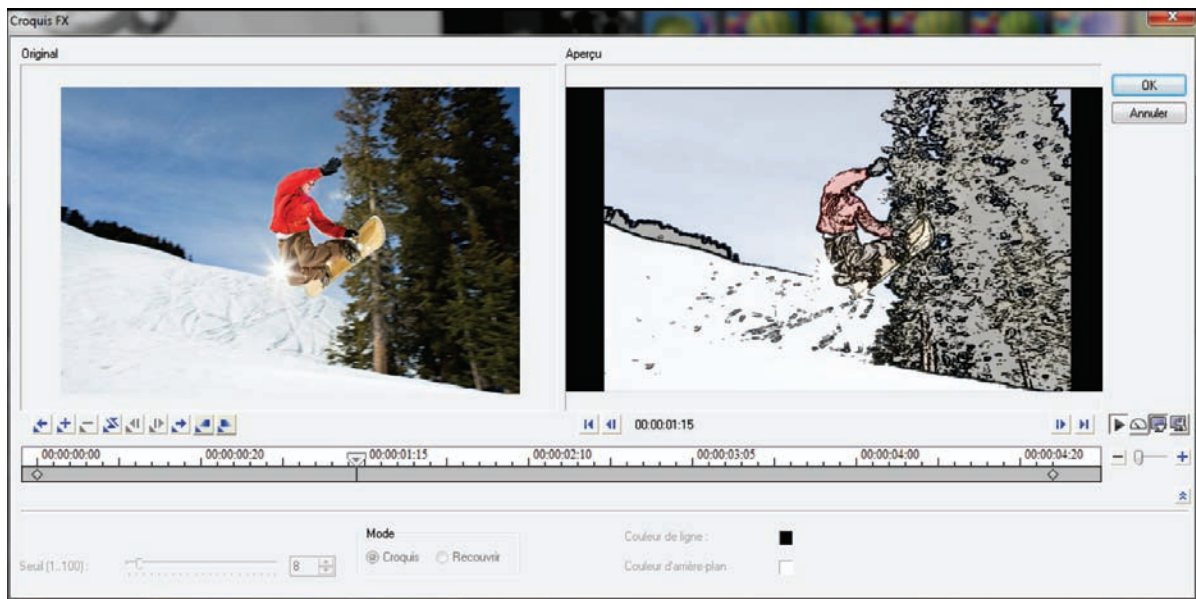 Croquis FX
Original
Aperçu
OK
Annuler
00:00:01:15
00:00:00:00 00:00:00:20 00:00:01:15 00:00:02:10 00:00:03:05 00:00:04:00 00:00:04:20
Mode
Seuil (1..100) :
8
Croquis
Recouvrir
Couleur de ligne :
Couleur d'arrière-plan